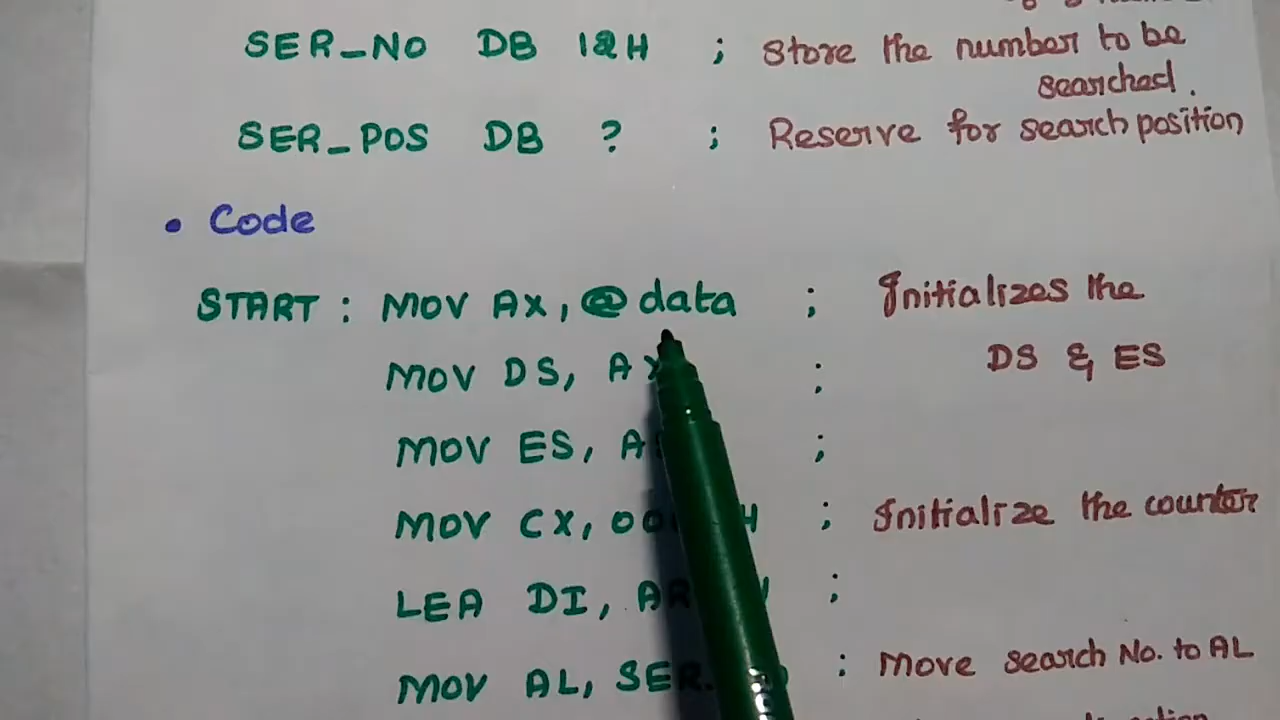 SER_NO DB 12H ; Store the number to be
searched.
SER_POS DB ? ; Reserve for search position
• Code
START : MOV AX, @ data ; Initializes the
MOV DS, AX ; DS & ES
MOV ES, A ;
MOV CX, 00 H ; Initialize the counter
LEA DI, AR ;
MOV AL, SER ; Move search No. to AL